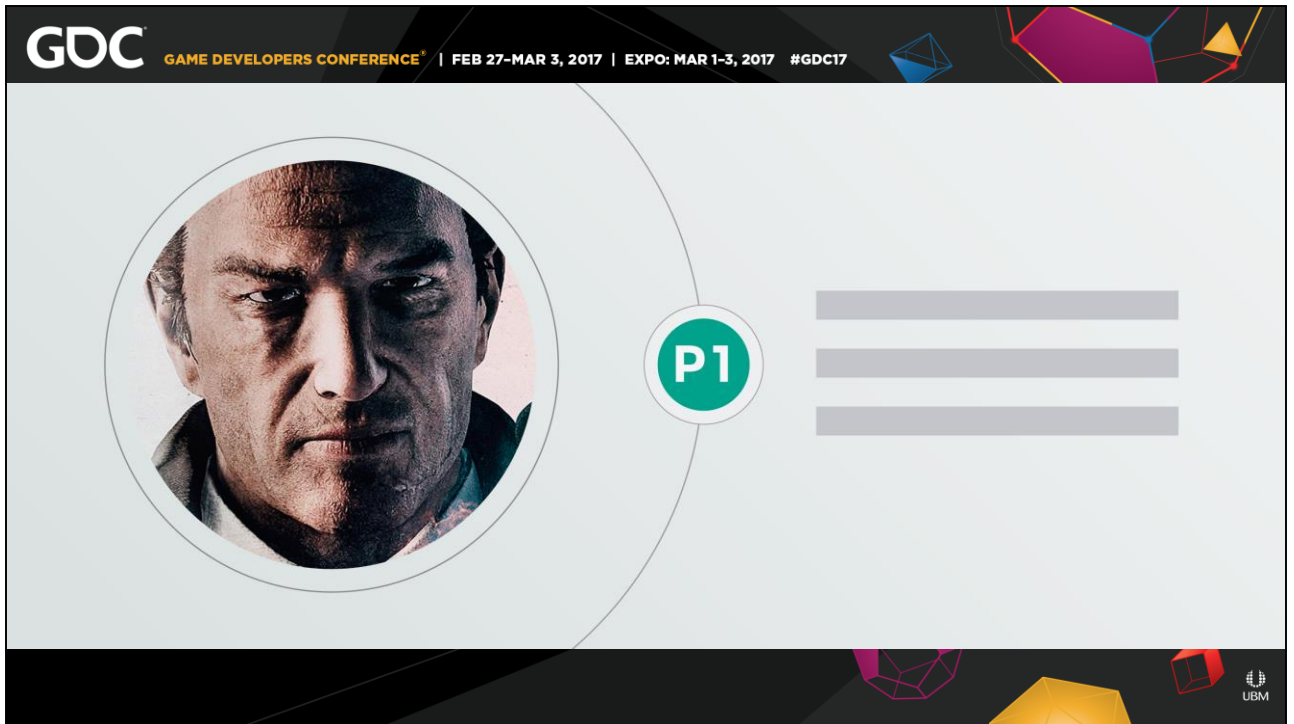 GDC GAME DEVELOPERS CONFERENCE® | FEB 27–MAR 3, 2017 | EXPO: MAR 1–3, 2017 #GDC17
P1
UBM